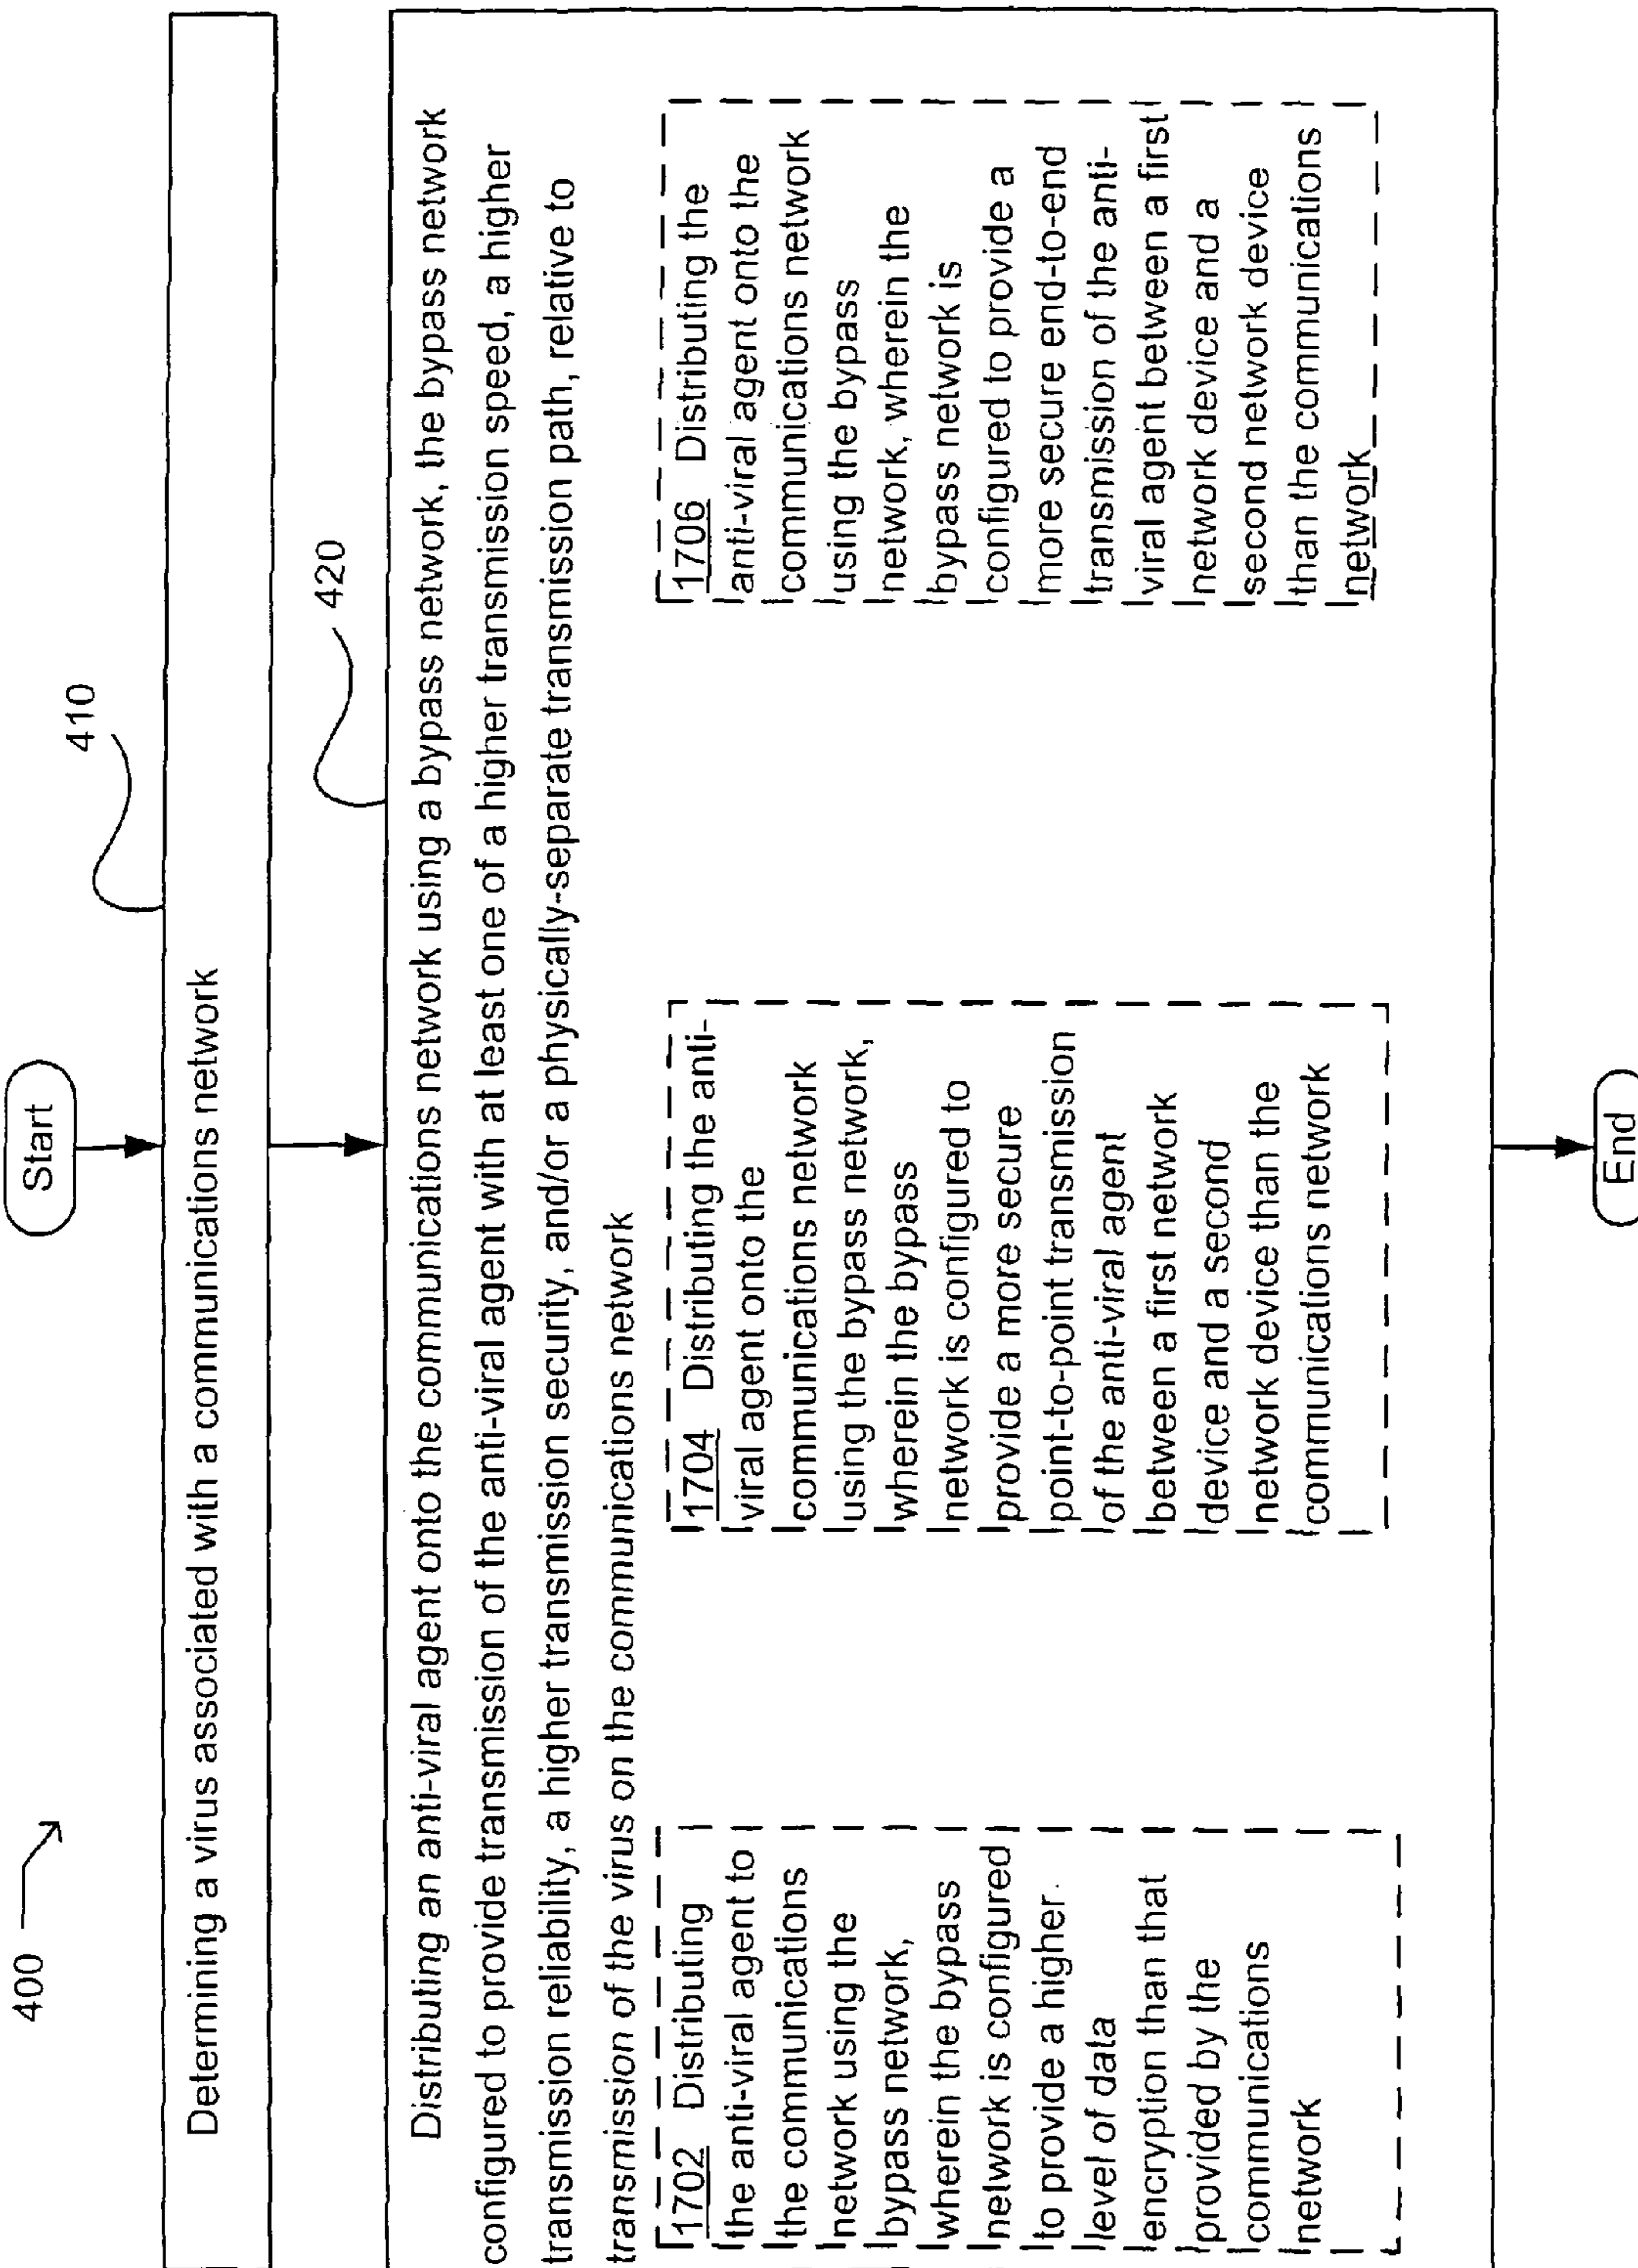 400
Start
410
Determining a virus associated with a communications network
420
Distributing an anti-viral agent onto the communications network using a bypass network, the bypass network
configured to provide transmission of the anti-viral agent with at least one of a higher transmission speed, a higher
transmission reliability, a higher transmission security, and/or a physically-separate transmission path, relative to
transmission of the virus on the communications network
1702 Distributing
the anti-viral agent to
the communications
network using the
bypass network,
wherein the bypass
network is configured
to provide a higher
level of data
encryption than that
provided by the
communications
network
1704 Distributing the anti-
viral agent onto the
communications network
using the bypass network,
wherein the bypass
network is configured to
provide a more secure
point-to-point transmission
of the anti-viral agent
between a first network
device and a second
network device than the
communications network
1706 Distributing the
anti-viral agent onto the
communications network
using the bypass
network, wherein the
bypass network is
configured to provide a
more secure end-to-end
transmission of the anti-
viral agent between a first
network device and a
second network device
than the communications
network
End